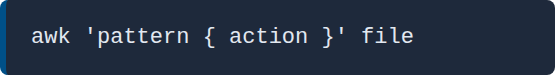 awk 'pattern { action }' file